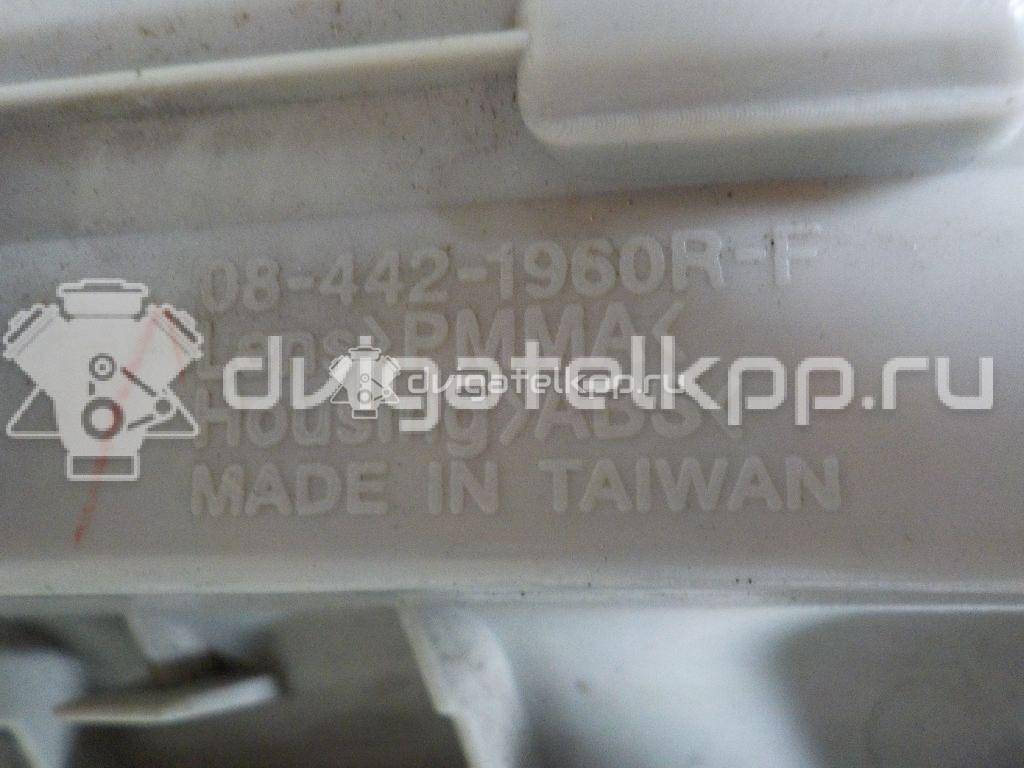 08-442-1960R-F
Lens>PMMA<
dvigatelkpp.ru
dvigatelkpp.ru
Housing>ABS<
MADE IN TAIWAN